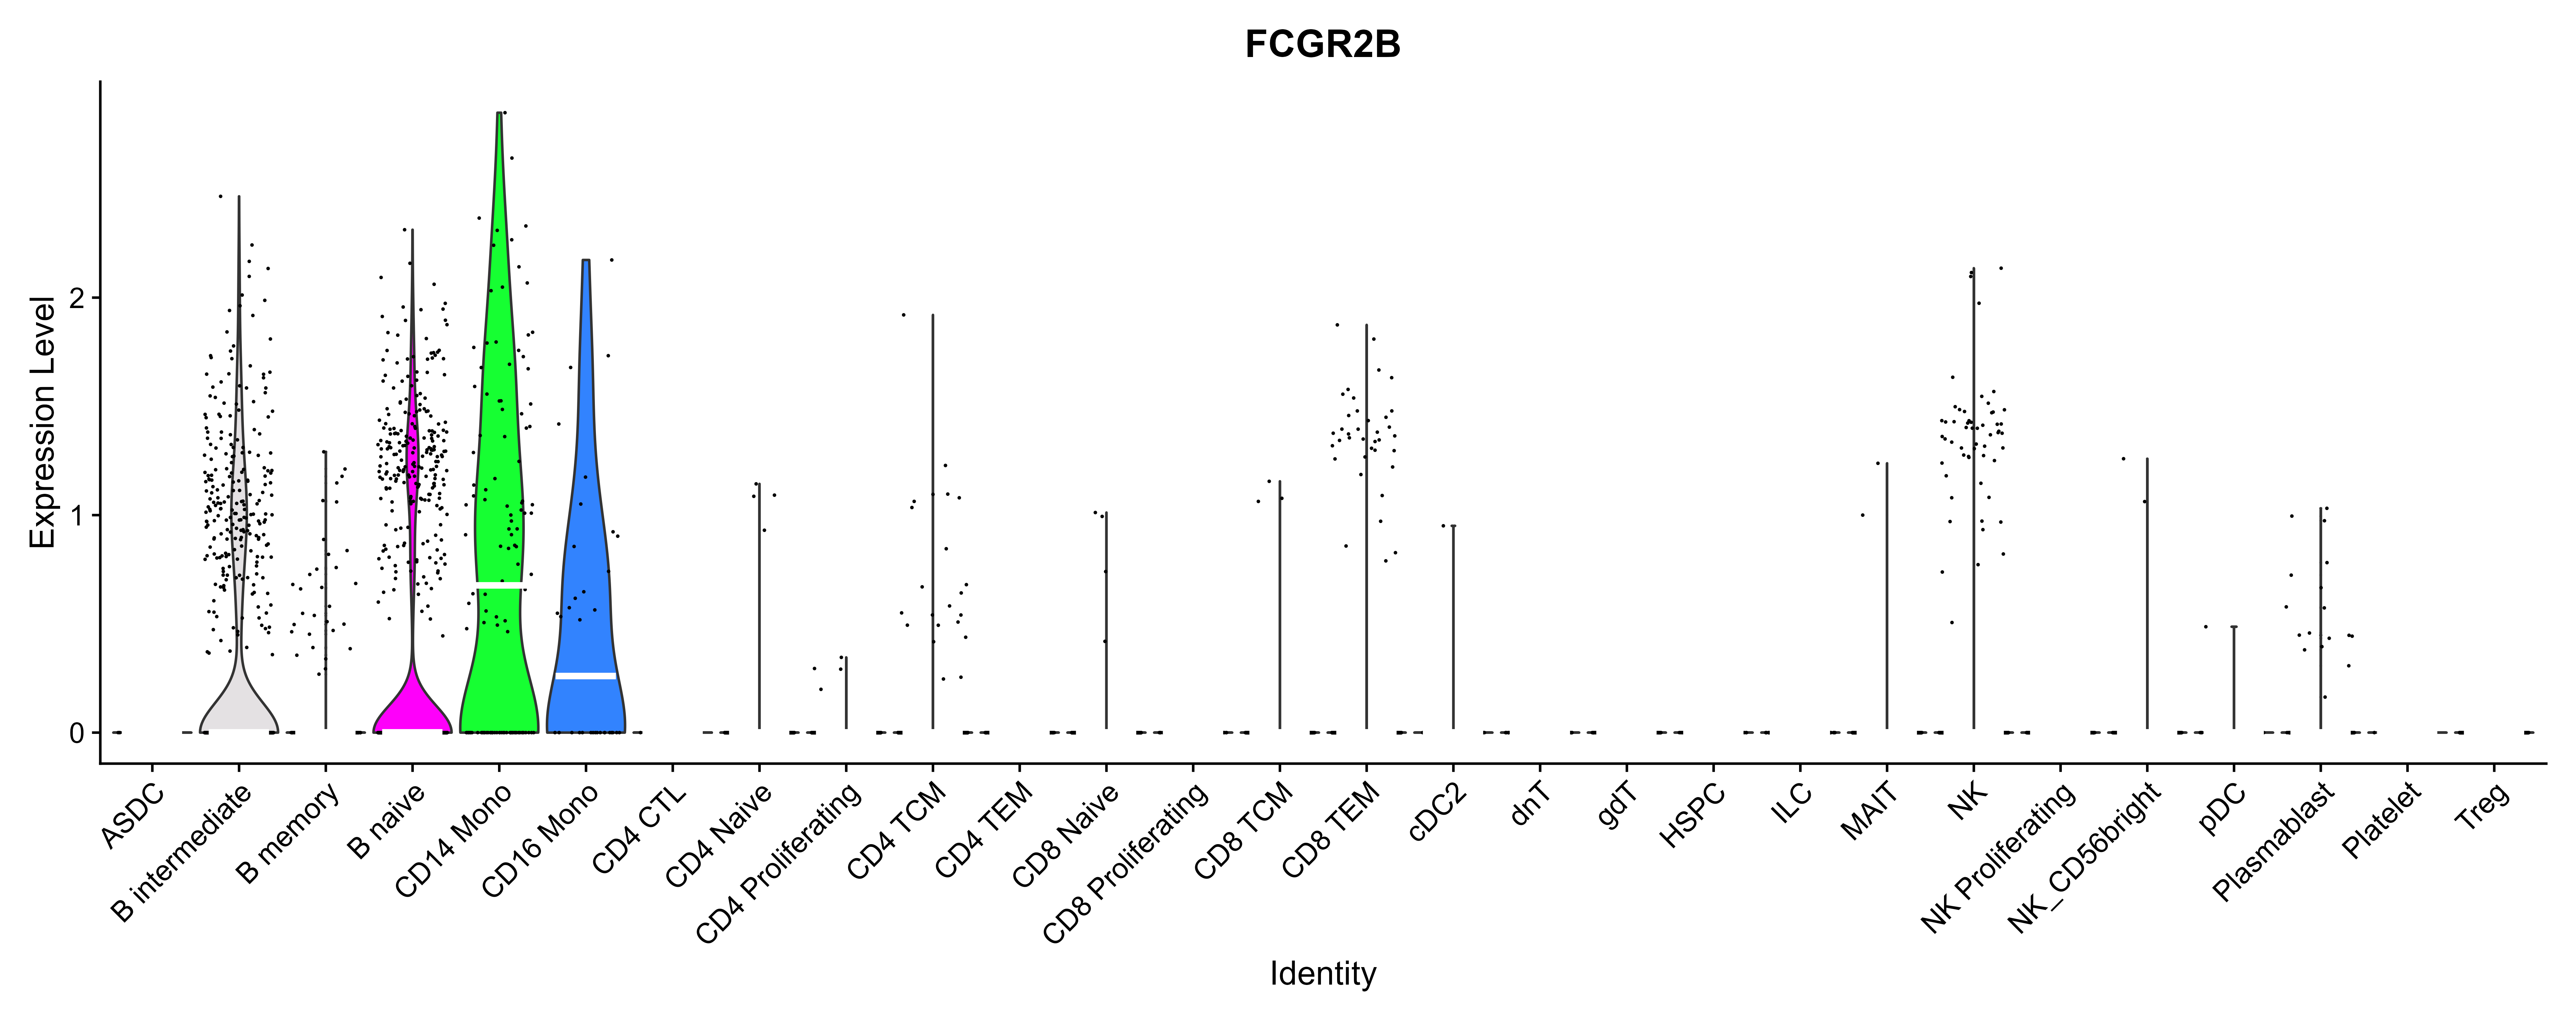 FCGR2B
Expression Level
2
1
0
ASDC
B intermediate
B memory
B naive
CD14 Mono
CD16 Mono
CD4 CTL
CD4 Naive
CD4 Proliferating
CD4 TCM
CD4 TEM
CD8 Naive
CD8 Proliferating
CD8 TCM
CD8 TEM
cDC2
dnT
gdT
HSPC
ILC
MAIT
NK
NK Proliferating
NK_CD56bright
pDC
Plasmablast
Platelet
Treg
Identity